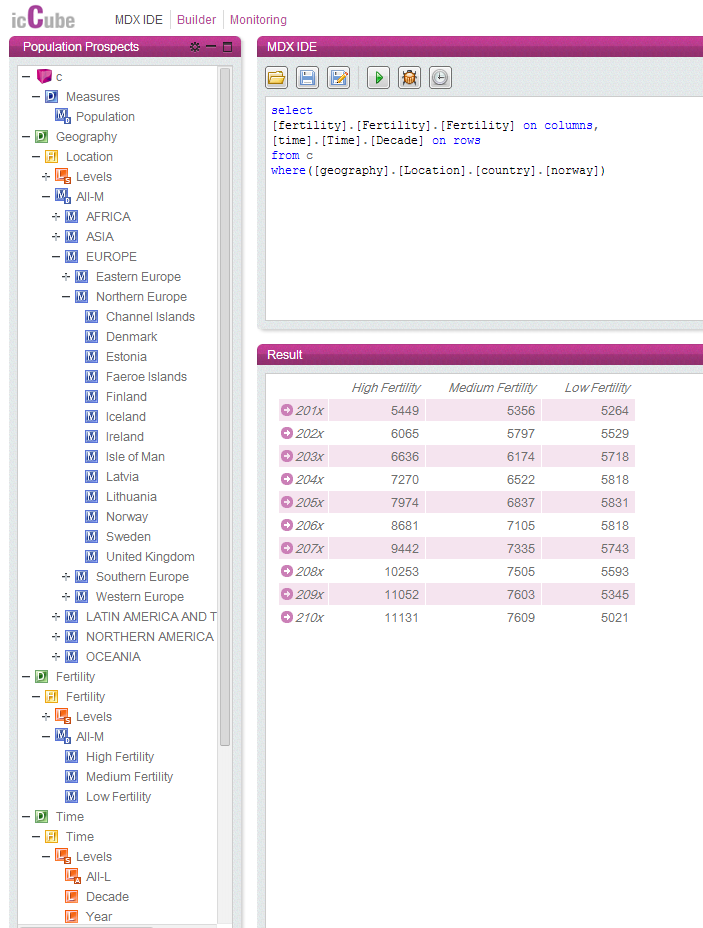 icCube
MDX IDE Builder Monitoring
Population Prospects
c
Measures
Population
Geography
Location
Levels
All-M
AFRICA
ASIA
EUROPE
Eastern Europe
Northern Europe
Channel Islands
Denmark
Estonia
Faeroe Islands
Finland
Iceland
Ireland
Isle of Man
Latvia
Lithuania
Norway
Sweden
United Kingdom
Southern Europe
Western Europe
LATIN AMERICA AND T
NORTHERN AMERICA
OCEANIA
Fertility
Fertility
Levels
All-M
High Fertility
Medium Fertility
Low Fertility
Time
Time
Levels
All-L
Decade
Year
MDX IDE
select
[fertility].[Fertility].[Fertility] on columns,
[time].[Time].[Decade] on rows
from c
where([geography].[Location].[country].[norway])
Result
High Fertility Medium Fertility Low Fertility
201x 5449 5356 5264
202x 6065 5797 5529
203x 6636 6174 5718
204x 7270 6522 5818
205x 7974 6837 5831
206x 8681 7105 5818
207x 9442 7335 5743
208x 10253 7505 5593
209x 11052 7603 5345
210x 11131 7609 5021